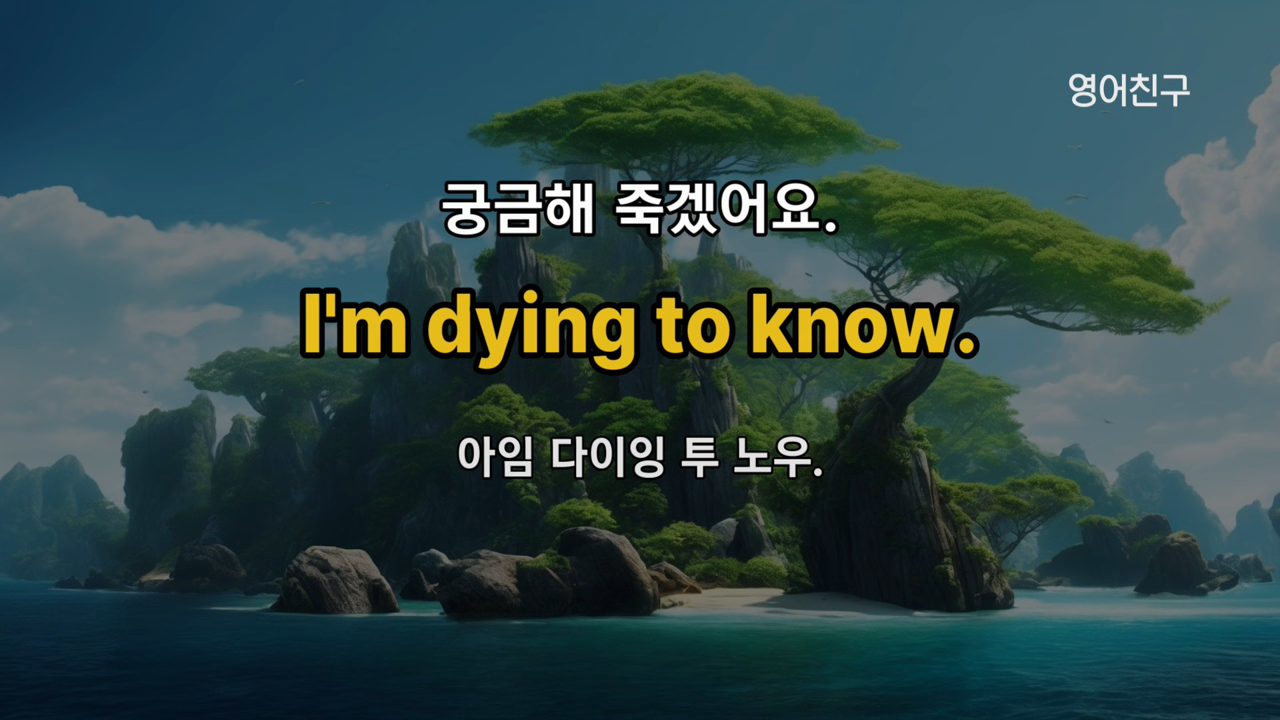 영어친구
궁금해 죽겠어요.
I'm dying to know.
아임 다이잉 투 노우.